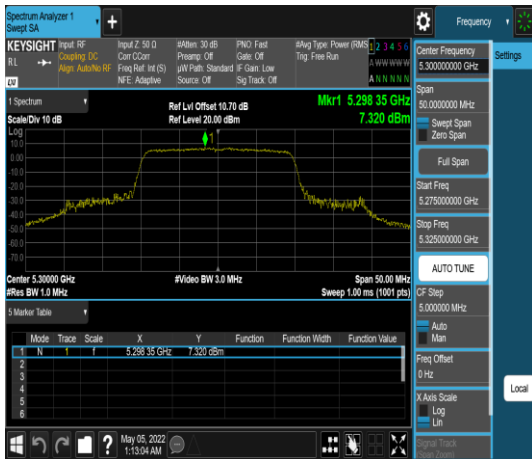 Spectrum Analyzer 1
Swept SA
Frequency
KEYSIGHT
Input: RF
Input Z: 50 Ω
#Atten: 30 dB
PNO: Fast
#Avg Type: Power (RMS
1 2 3 4 5 6
RL
Coupling: DC
Corr CCorr
Preamp: Off
Gate: Off
Trig: Free Run
A W W W W W
Align: Auto/No RF
Freq Ref: Int (S)
µW Path: Standard
IF Gain: Low
NFE: Adaptive
Source: Off
Sig Track: Off
A N N N N N
LXI
1 Spectrum
Ref Lvl Offset 10.70 dB
Mkr1 5.298 35 GHz
Scale/Div 10 dB
Ref Level 20.00 dBm
7.320 dBm
Log
10.0
0.00
-10.0
-20.0
-30.0
-40.0
-50.0
-60.0
-70.0
1
Center 5.30000 GHz
#Video BW 3.0 MHz
Span 50.00 MHz
#Res BW 1.0 MHz
Sweep 1.00 ms (1001 pts)
5 Marker Table
Mode Trace Scale X Y Function Function Width Function Value
1 N 1 f 5.298 35 GHz 7.320 dBm
2
3
4
5
6
May 05, 2022
1:13:04 AM
Center Frequency
5.300000000 GHz
Span
50.0000000 MHz
Swept Span
Zero Span
Full Span
Start Freq
5.275000000 GHz
Stop Freq
5.325000000 GHz
AUTO TUNE
CF Step
5.000000 MHz
Auto
Man
Freq Offset
0 Hz
X Axis Scale
Log
Lin
Signal Track
(Span Zoom)
Settings
Local